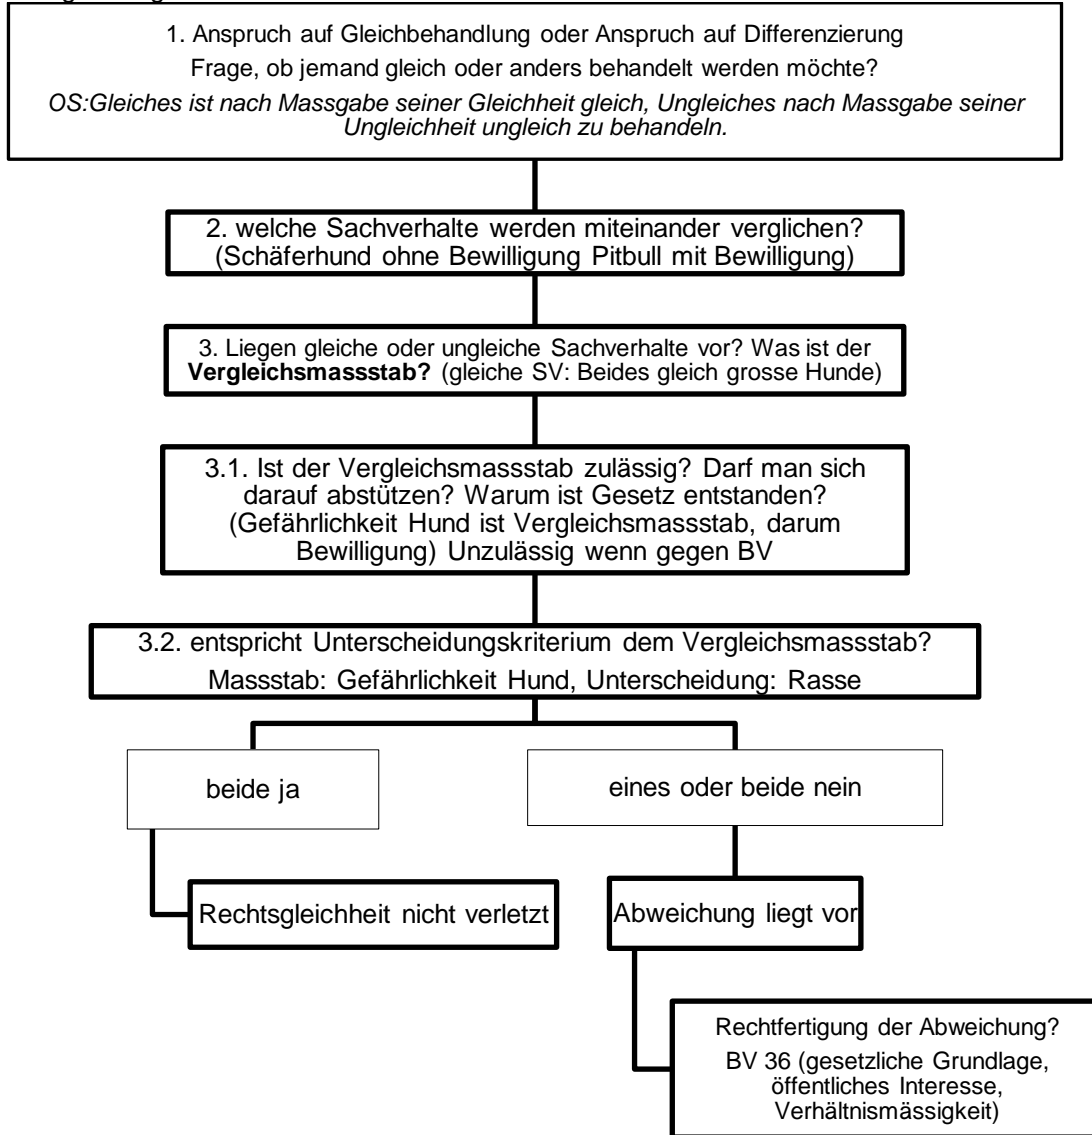 1. Anspruch auf Gleichbehandlung oder Anspruch auf Differenzierung
Frage, ob jemand gleich oder anders behandelt werden möchte?
OS:Gleiches ist nach Massgabe seiner Gleichheit gleich, Ungleiches nach Massgabe seiner
Ungleichheit ungleich zu behandeln.
2. welche Sachverhalte werden miteinander verglichen?
(Schäferhund ohne Bewilligung Pitbull mit Bewilligung)
3. Liegen gleiche oder ungleiche Sachverhalte vor? Was ist der
Vergleichsmassstab? (gleiche SV: Beides gleich grosse Hunde)
3.1. Ist der Vergleichsmassstab zulässig? Darf man sich
darauf abstützen? Warum ist Gesetz entstanden?
(Gefährlichkeit Hund ist Vergleichsmassstab, darum
Bewilligung) Unzulässig wenn gegen BV
3.2. entspricht Unterscheidungskriterium dem Vergleichsmassstab?
Massstab: Gefährlichkeit Hund, Unterscheidung: Rasse
beide ja
eines oder beide nein
Rechtsgleichheit nicht verletzt
Abweichung liegt vor
Rechtfertigung der Abweichung?
BV 36 (gesetzliche Grundlage,
öffentliches Interesse,
Verhältnismässigkeit)